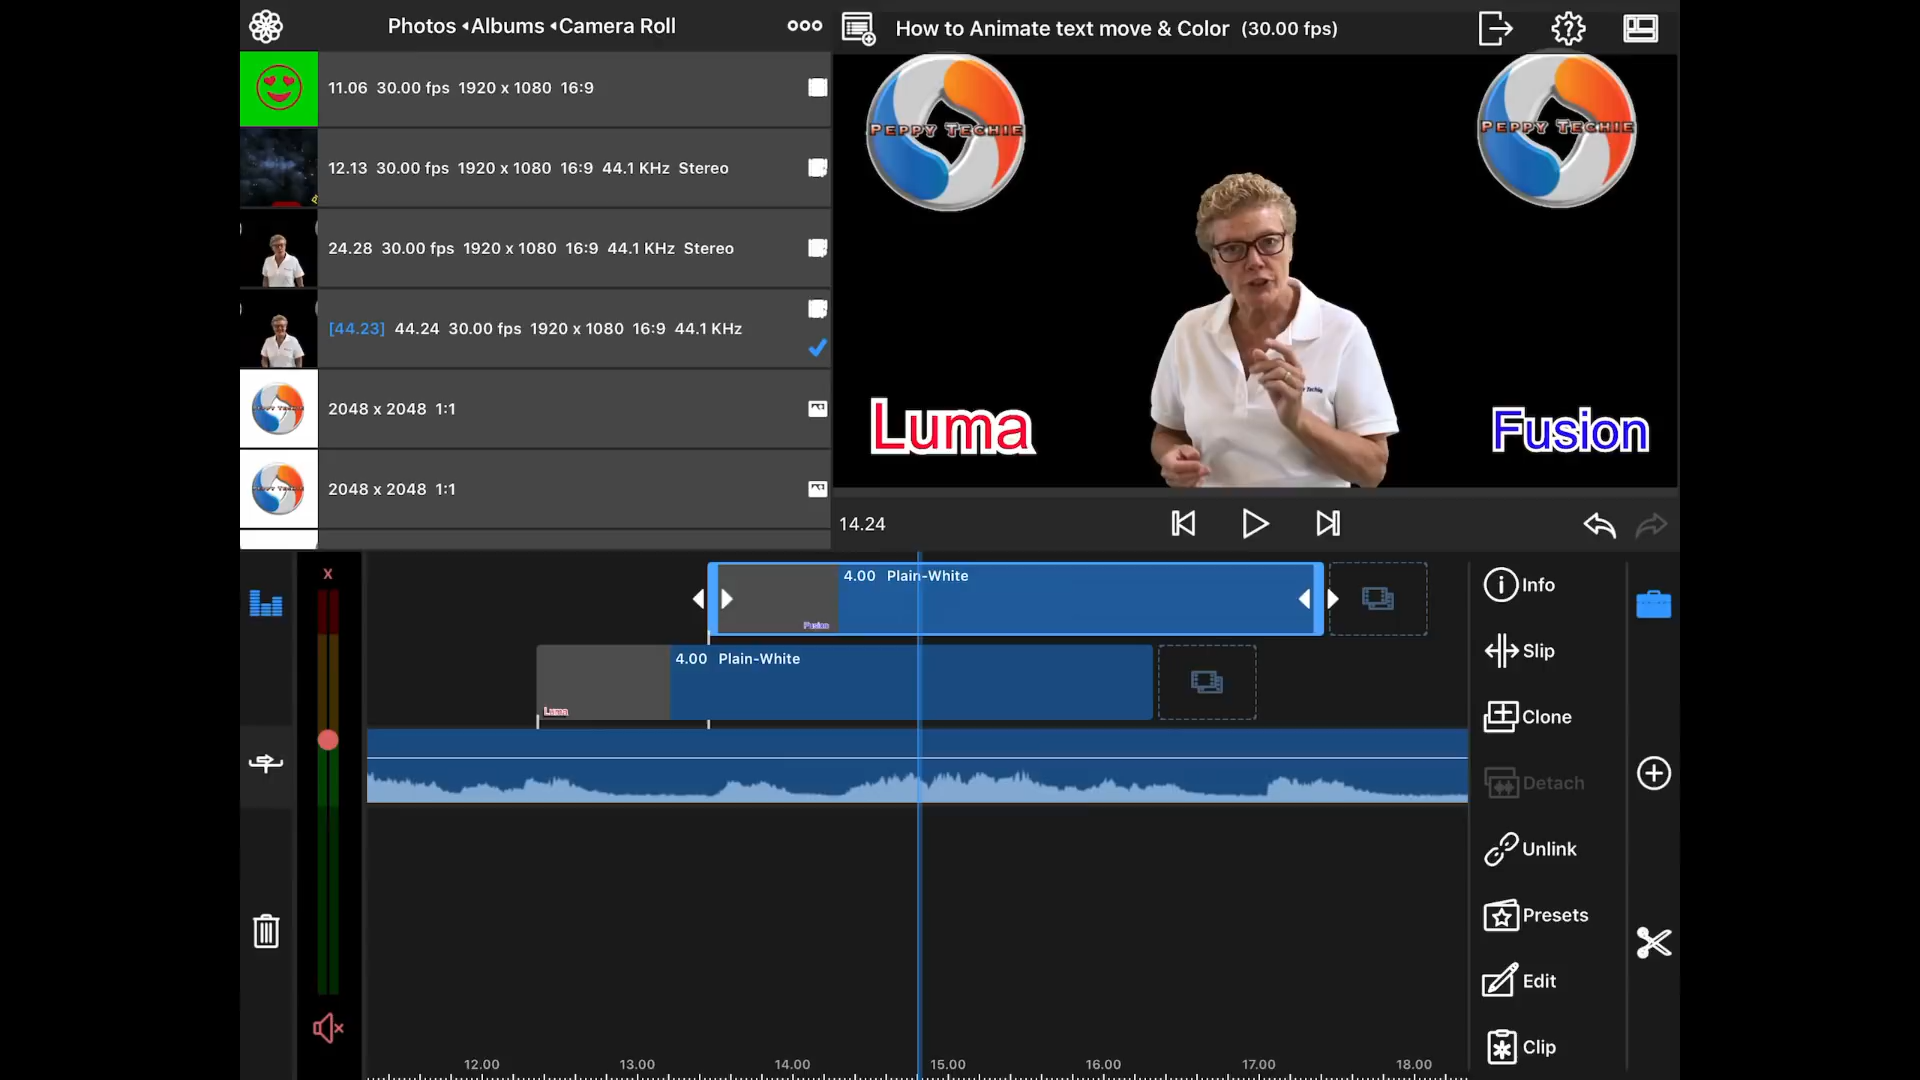 Photos ◂Albums ◂Camera Roll
How to Animate text move & Color (30.00 fps)
11.06 30.00 fps 1920 x 1080 16:9
12.13 30.00 fps 1920 x 1080 16:9 44.1 KHz Stereo
24.28 30.00 fps 1920 x 1080 16:9 44.1 KHz Stereo
[44.23] 44.24 30.00 fps 1920 x 1080 16:9 44.1 KHz
2048 x 2048 1:1
2048 x 2048 1:1
PEPPY TECHIE
PEPPY TECHIE
Luma
Fusion
14.24
x
4.00 Plain-White
Fusion
4.00 Plain-White
Luma
Info
Slip
Clone
Detach
Unlink
Presets
Edit
Clip
12.00 13.00 14.00 15.00 16.00 17.00 18.00